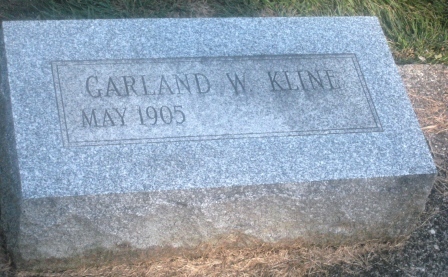 GARLAND W. KLINE
MAY 1905